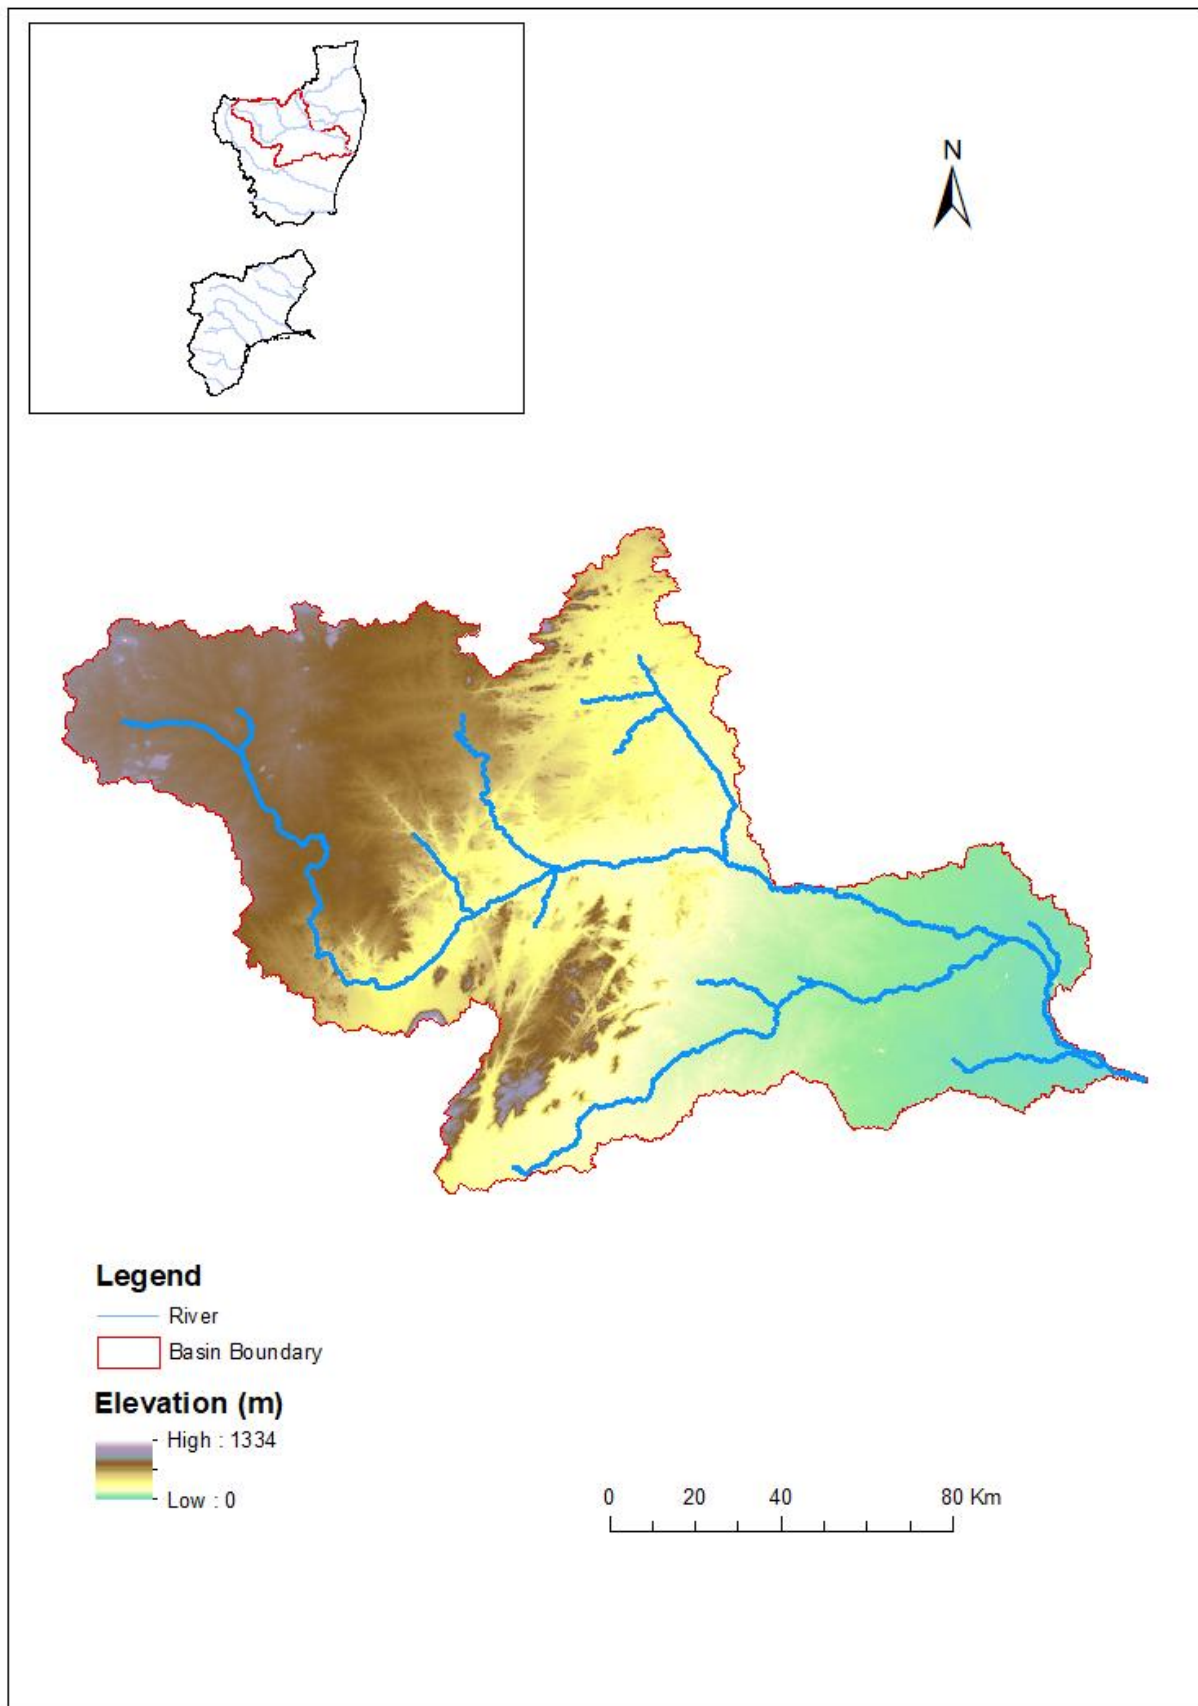 N
Legend
River
Basin Boundary
Elevation (m)
High : 1334
Low : 0
0 20 40 80 Km